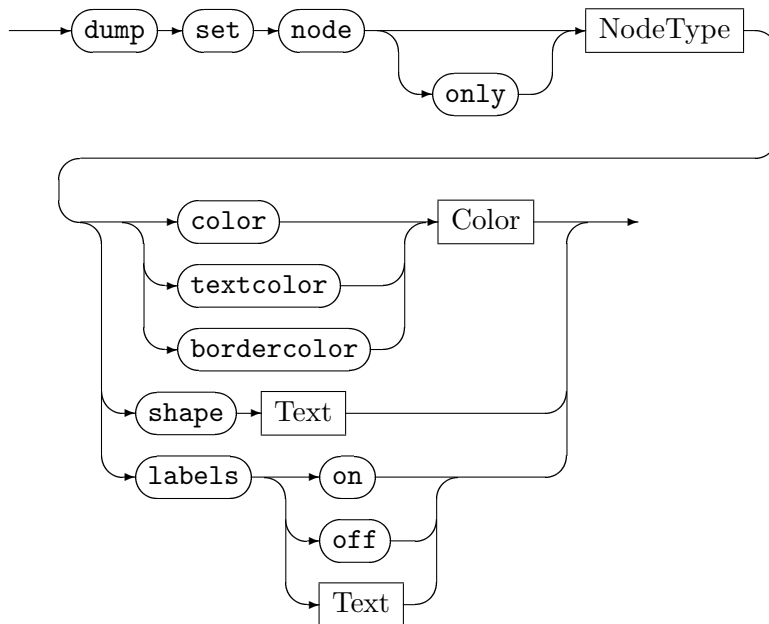 dump set node NodeType
only
color Color
textcolor
bordercolor
shape Text
labels on
off
Text